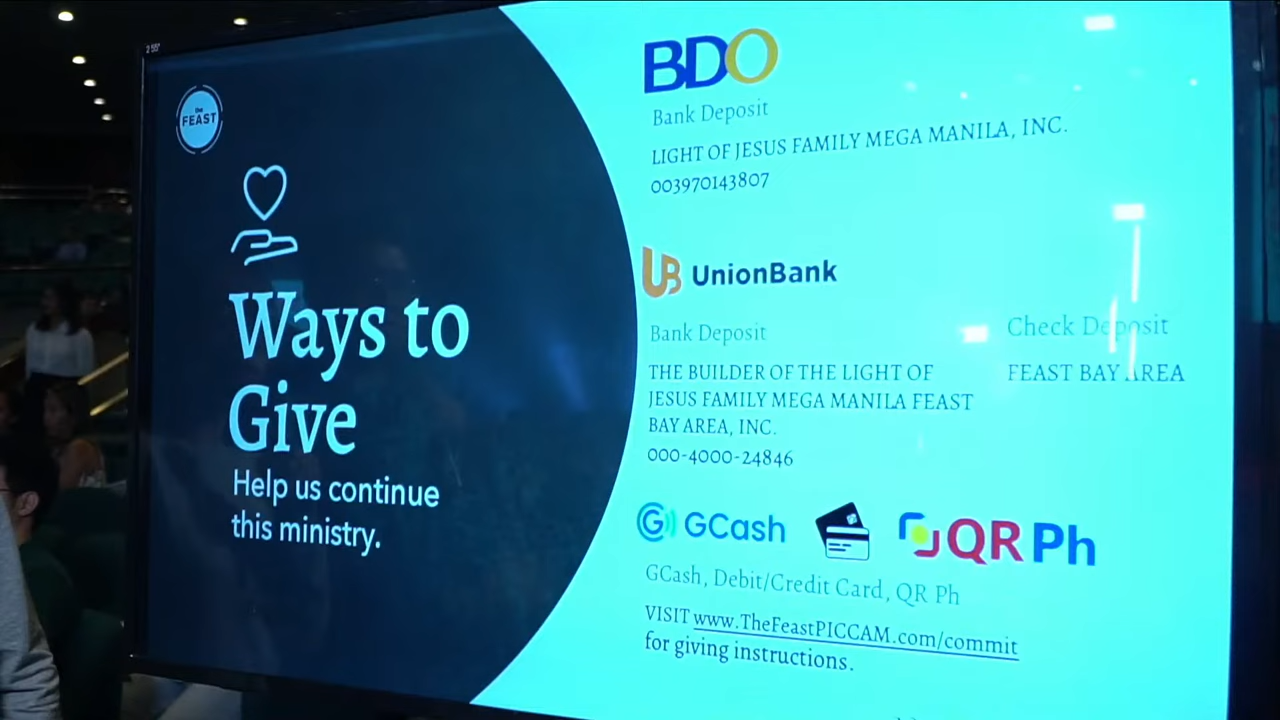 the
FEAST
Ways to
Give
Help us continue
this ministry.
BDO
Bank Deposit
LIGHT OF JESUS FAMILY MEGA MANILA, INC.
003970143807
UB UnionBank
Bank Deposit
THE BUILDER OF THE LIGHT OF
JESUS FAMILY MEGA MANILA FEAST
BAY AREA, INC.
000-4000-24846
Check Deposit
FEAST BAY AREA
GCash
QR Ph
GCash, Debit/Credit Card, QR Ph
VISIT www.TheFeastPICCAM.com/commit
for giving instructions.